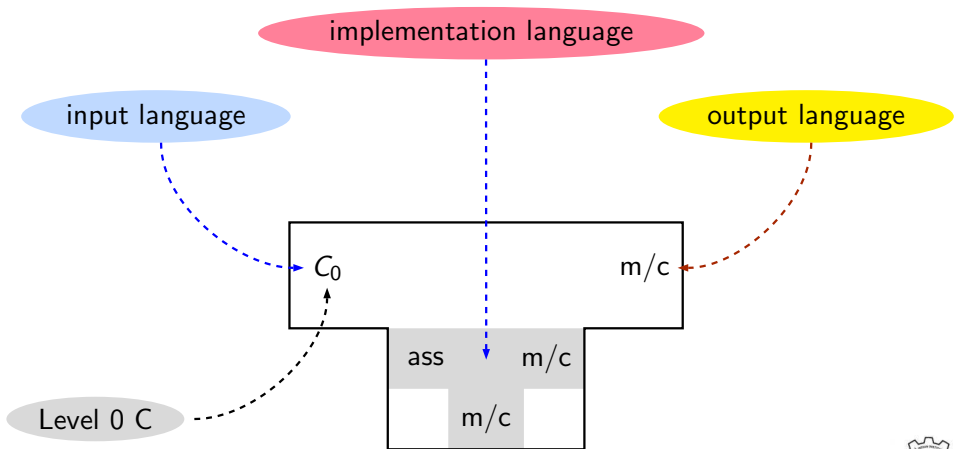 implementation language
input language
output language
C₀
m/c
ass
m/c
m/c
Level 0 C